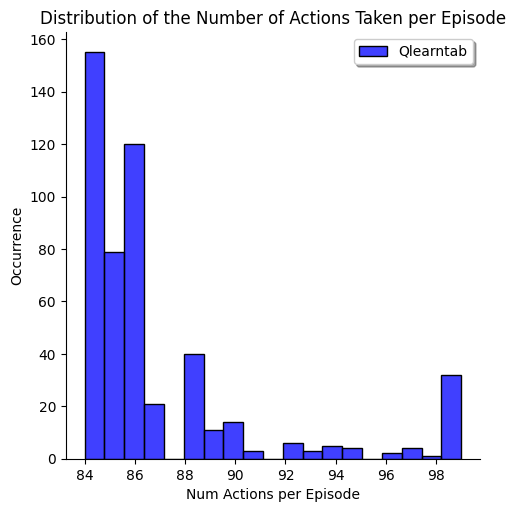 Distribution of the Number of Actions Taken per Episode
Qlearntab
Occurrence
160
140
120
100
80
60
40
20
0
84 86 88 90 92 94 96 98
Num Actions per Episode